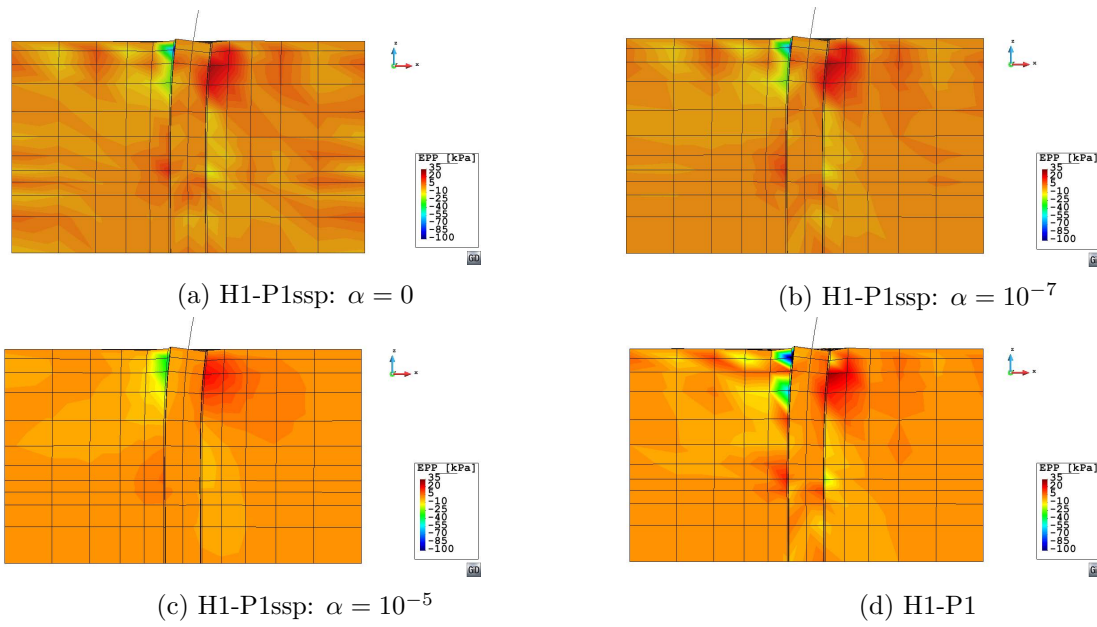 z
x
EPP [kPa]
35
20
5
-10
-25
-40
-55
-70
-85
-100
GD
(a) H1-P1ssp: α = 0
z
x
EPP [kPa]
35
20
5
-10
-25
-40
-55
-70
-85
-100
GD
(b) H1-P1ssp: α = 10⁻⁷
z
x
EPP [kPa]
35
20
5
-10
-25
-40
-55
-70
-85
-100
GD
(c) H1-P1ssp: α = 10⁻⁵
z
x
EPP [kPa]
35
20
5
-10
-25
-40
-55
-70
-85
-100
GD
(d) H1-P1